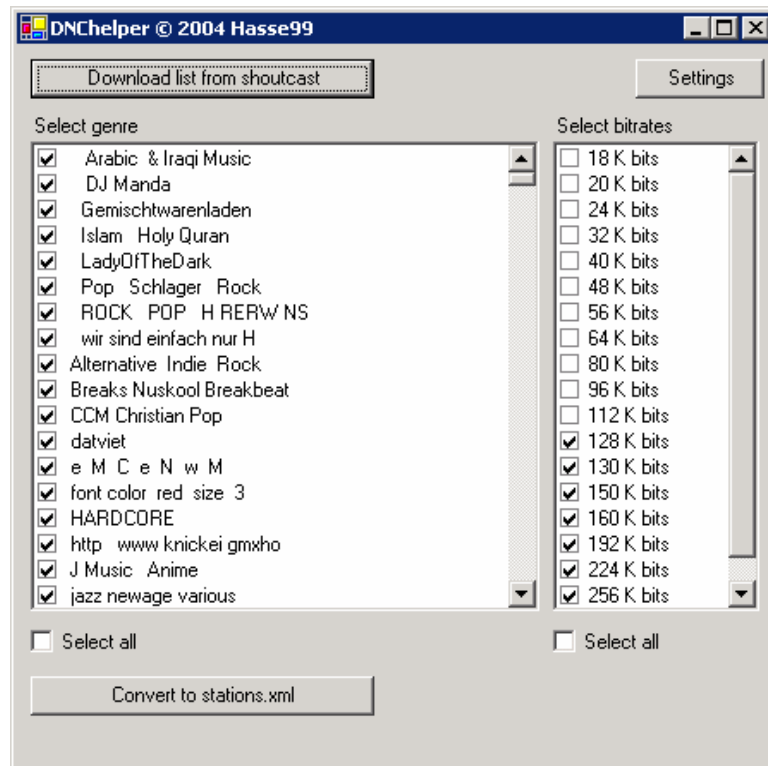 DNChelper © 2004 Hasse99
Download list from shoutcast
Settings
Select genre
Arabic & Iraqi Music
DJ Manda
Gemischtwarenladen
Islam Holy Quran
LadyOfTheDark
Pop Schlager Rock
ROCK POP H RERW NS
wir sind einfach nur H
Alternative Indie Rock
Breaks Nuskool Breakbeat
CCM Christian Pop
datviet
e M C e N w M
font color red size 3
HARDCORE
http www knickei gmxho
J Music Anime
jazz newage various
Select all
Select bitrates
18 K bits
20 K bits
24 K bits
32 K bits
40 K bits
48 K bits
56 K bits
64 K bits
80 K bits
96 K bits
112 K bits
128 K bits
130 K bits
150 K bits
160 K bits
192 K bits
224 K bits
256 K bits
Select all
Convert to stations.xml